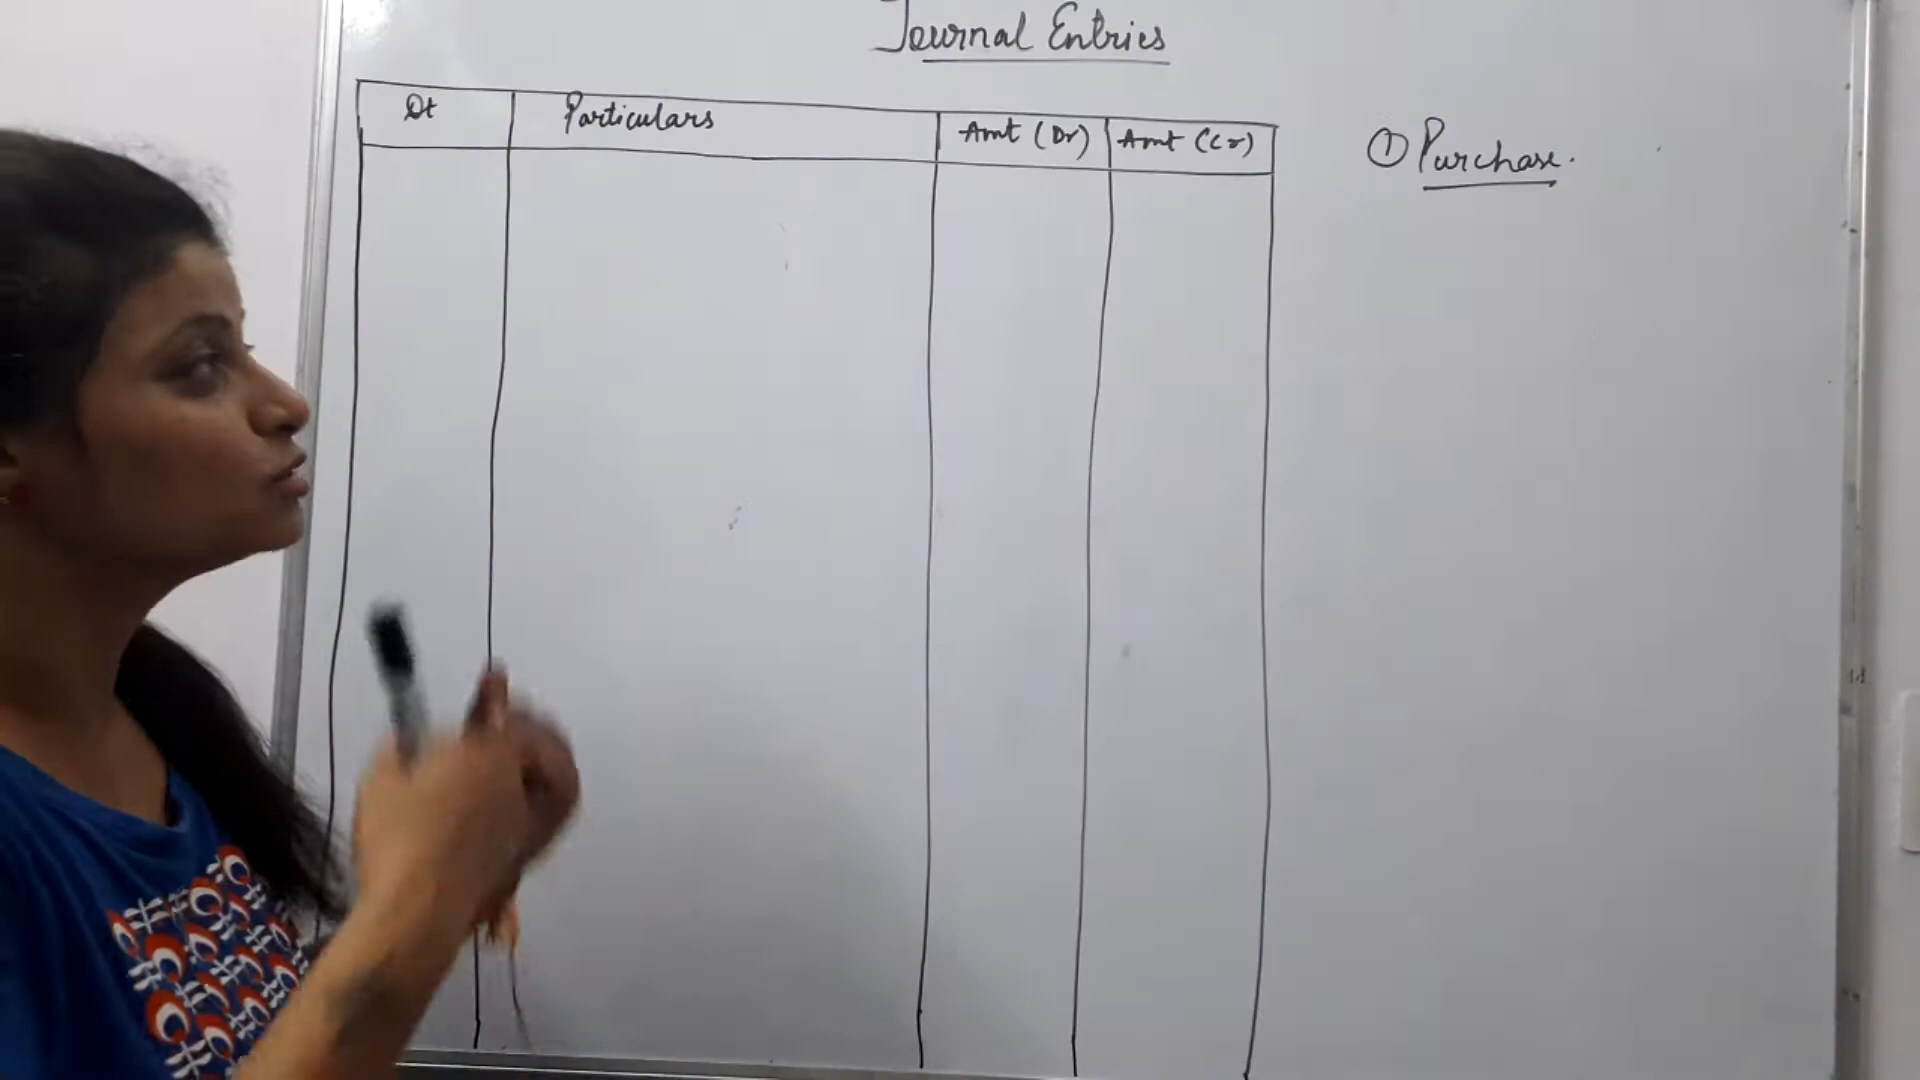 Journal Entries
Dt Particulars Amt (Dr) Amt (Cr)
① Purchase.